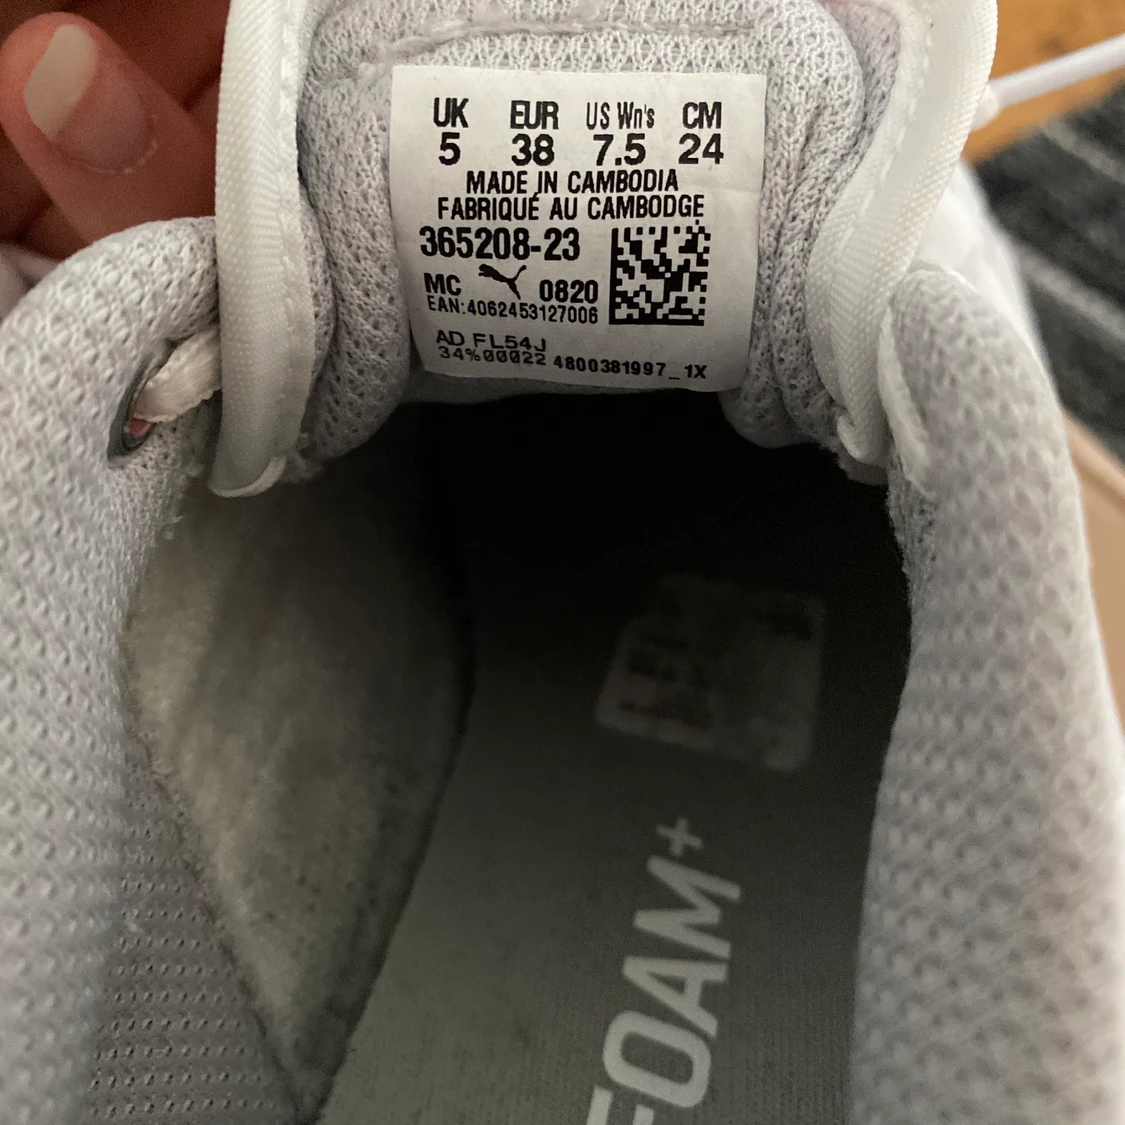 UK EUR US Wn's CM
5 38 7.5 24
MADE IN CAMBODIA
FABRIQUÉ AU CAMBODGE
365208-23
MC 0820
EAN:4062453127006
AD FL54J
34%00022 4800381997_1X
FOAM+